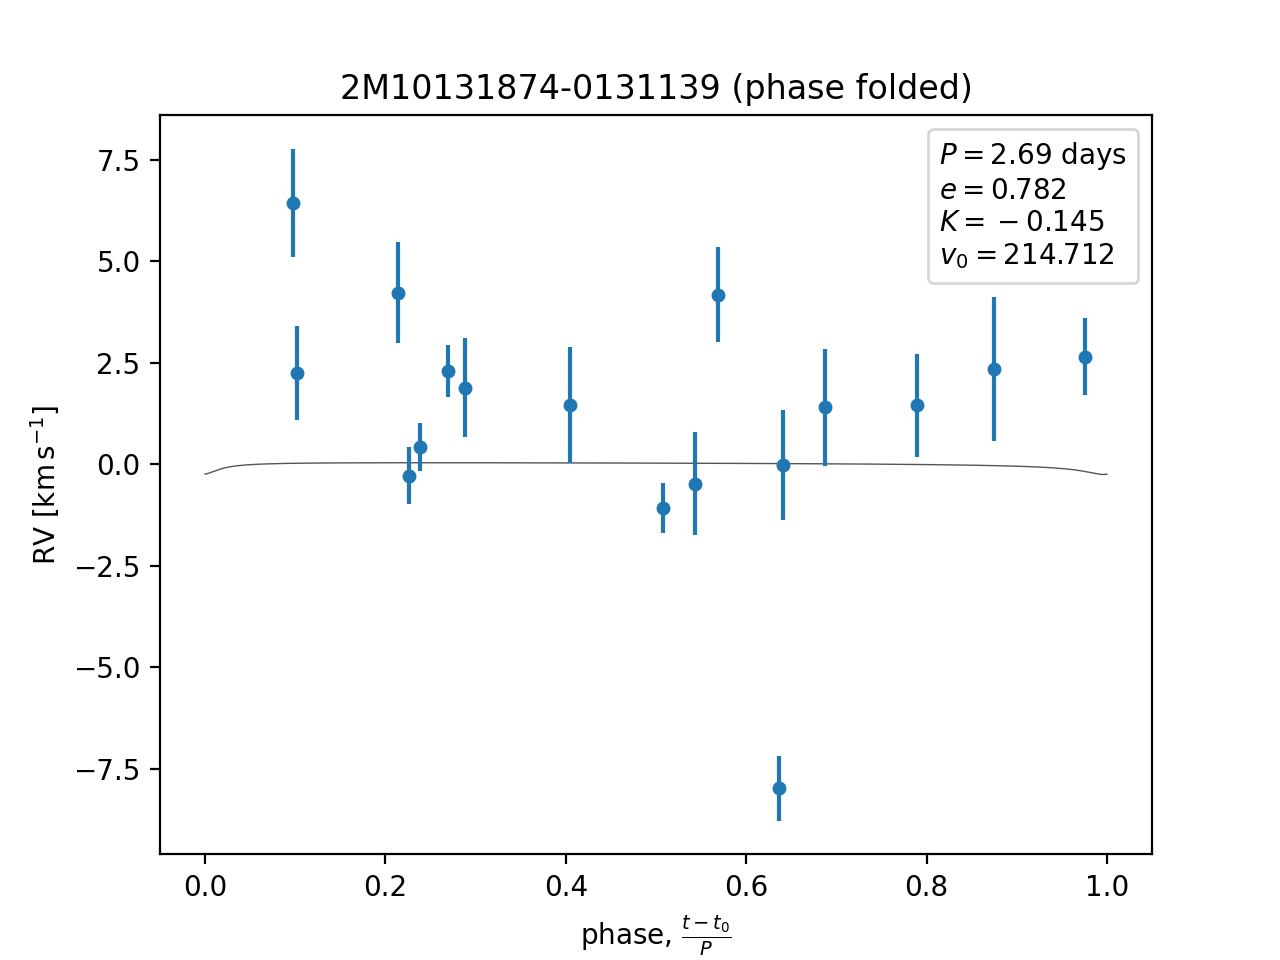 2M10131874-0131139 (phase folded)
P = 2.69 days
e = 0.782
K = −0.145
v₀ = 214.712
7.5
5.0
2.5
0.0
−2.5
−5.0
−7.5
RV [km s⁻¹]
0.0 0.2 0.4 0.6 0.8 1.0
phase, (t − t₀)/P